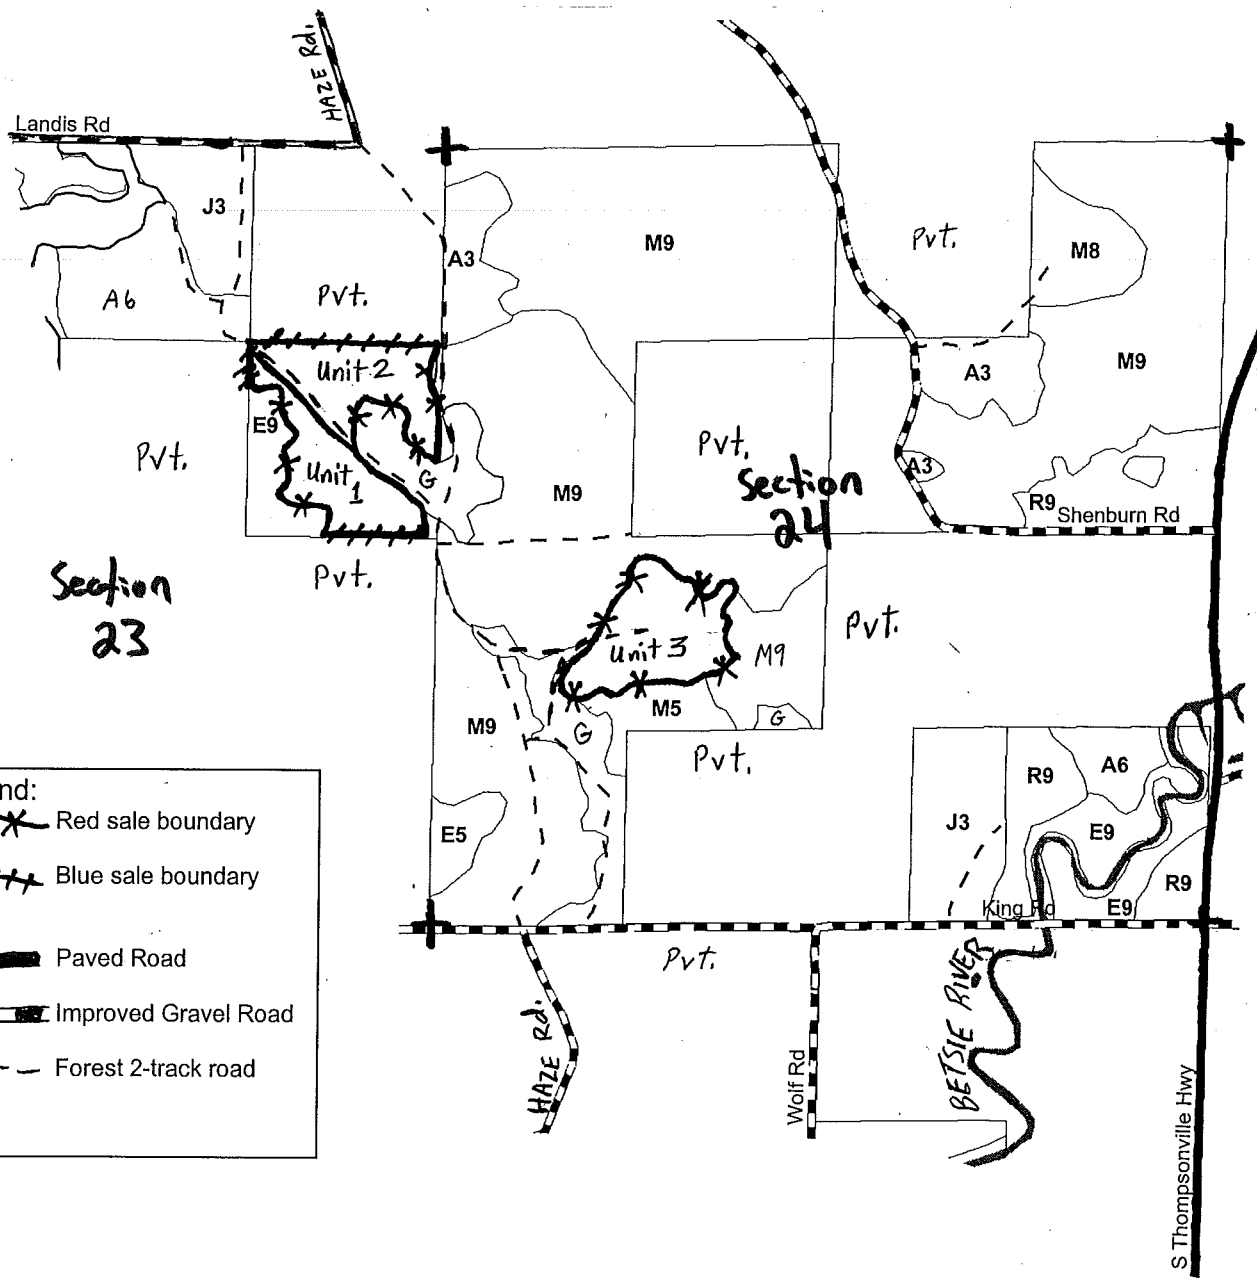 HAZE Rd.
Landis Rd
J3
A6
Pvt.
A3
M9
Pvt.
M8
Unit 2
E9
Pvt.
G
Unit 1
Pvt.
M9
Section 24
A3
M9
A3
R9
Shenburn Rd
Section 23
Pvt.
Unit 3
M9
Pvt.
M9
M5
G
G
Pvt.
E5
J3
R9
A6
E9
R9
E9
King Rd
nd:
Red sale boundary
Blue sale boundary
Paved Road
Improved Gravel Road
Forest 2-track road
Pvt.
HAZE Rd.
Wolf Rd
BETSIE RIVER
S Thompsonville Hwy